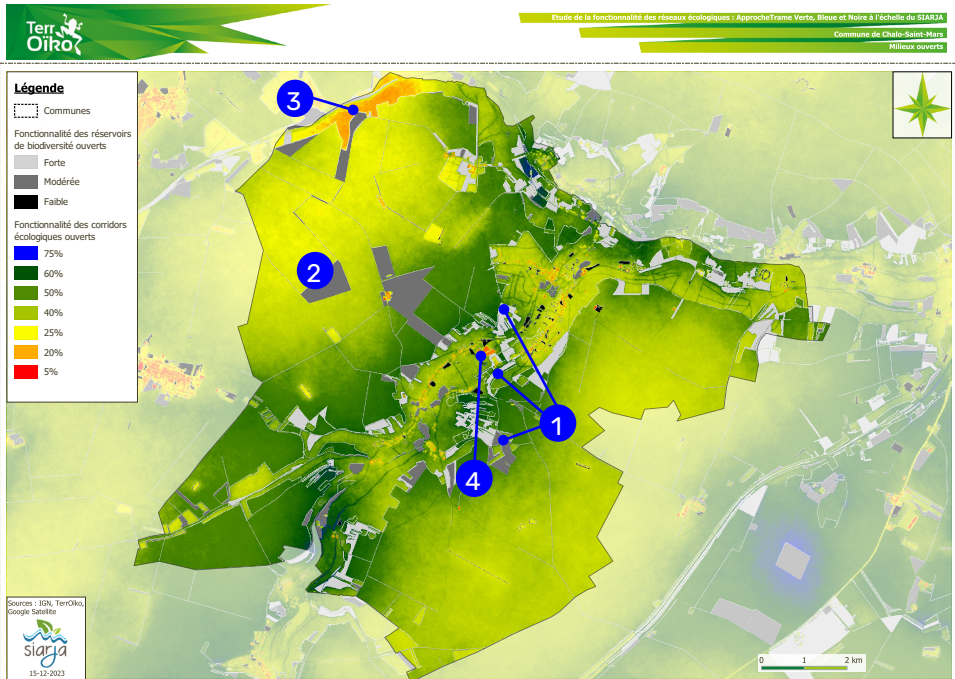 Terr
Oïko
Etude de la fonctionnalité des réseaux écologiques : ApprocheTrame Verte, Bleue et Noire à l'échelle du SIARJA
Commune de Chalo-Saint-Mars
Milieux ouverts
Légende
Communes
Fonctionalité des réservoirs
de biodiversité ouverts
Forte
Modérée
Faible
Fonctionalité des corridors
écologiques ouverts
75%
60%
50%
40%
25%
20%
5%
3
2
1
4
Sources : IGN, TerrOïko,
Google Satellite
siarja
15-12-2023
0 1 2 km